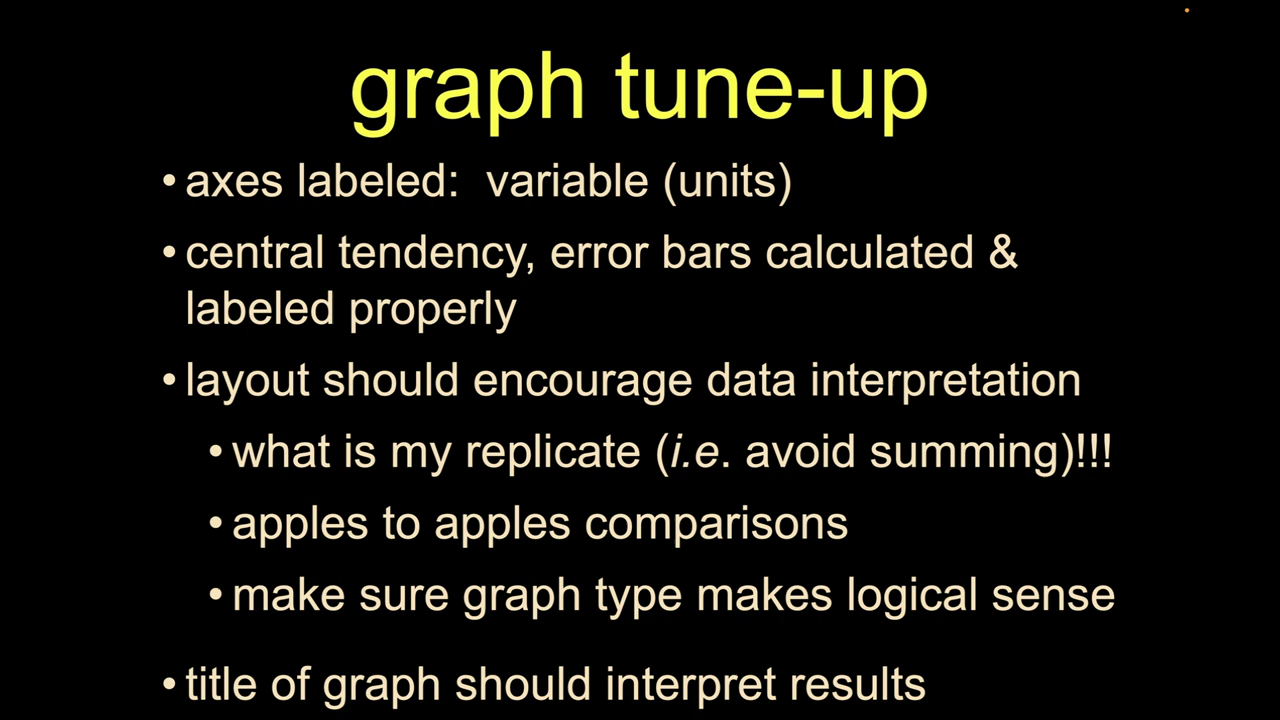 graph tune-up
• axes labeled:  variable (units)
• central tendency, error bars calculated &
labeled properly
• layout should encourage data interpretation
• what is my replicate (i.e. avoid summing)!!!
• apples to apples comparisons
• make sure graph type makes logical sense
• title of graph should interpret results